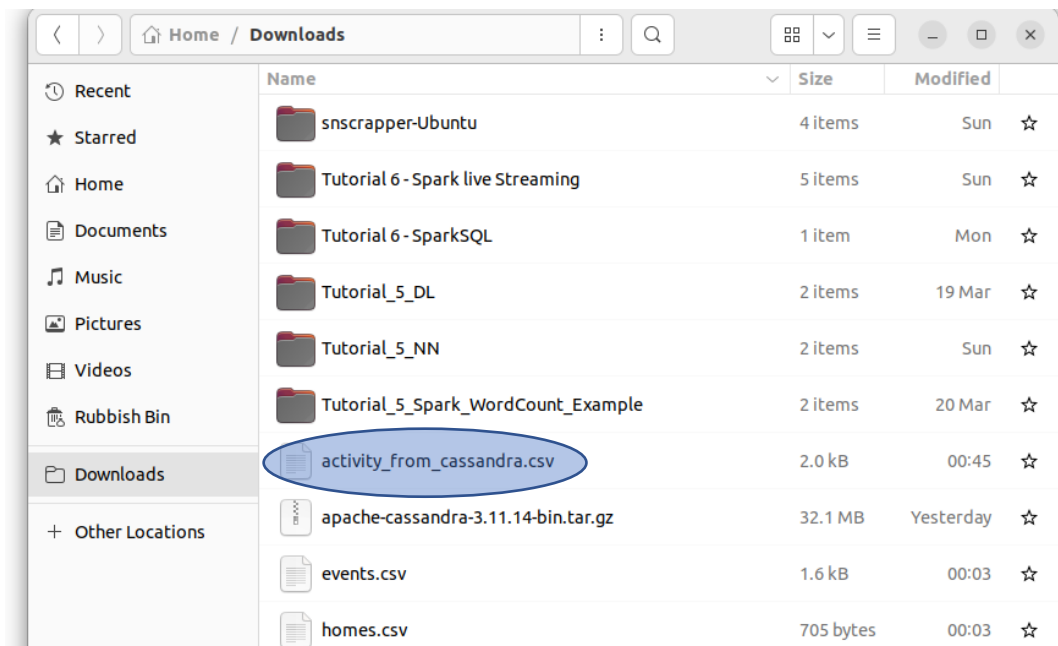 Home / Downloads
Recent
Starred
Home
Documents
Music
Pictures
Videos
Rubbish Bin
Downloads
+ Other Locations
Name Size Modified
snscrapper-Ubuntu 4 items Sun
Tutorial 6 - Spark live Streaming 5 items Sun
Tutorial 6 - SparkSQL 1 item Mon
Tutorial_5_DL 2 items 19 Mar
Tutorial_5_NN 2 items Sun
Tutorial_5_Spark_WordCount_Example 2 items 20 Mar
activity_from_cassandra.csv 2.0 kB 00:45
apache-cassandra-3.11.14-bin.tar.gz 32.1 MB Yesterday
events.csv 1.6 kB 00:03
homes.csv 705 bytes 00:03